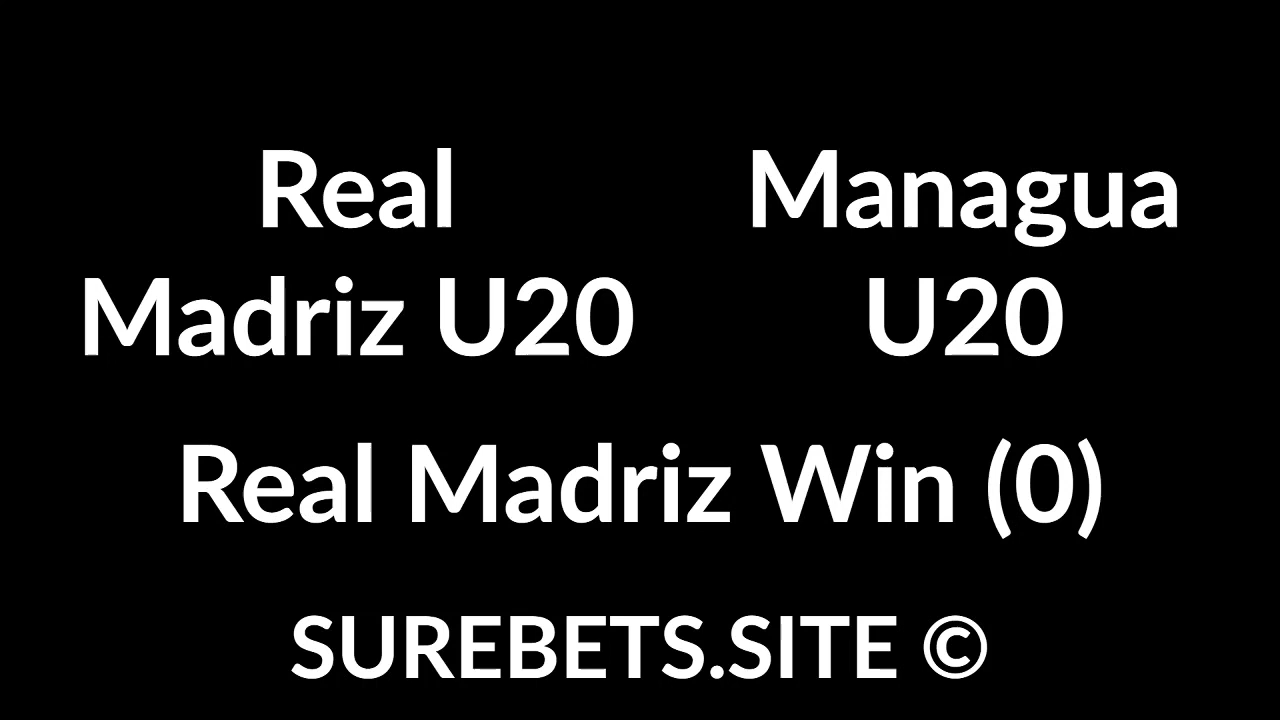 Real
Madriz U20
Managua
U20
Real Madriz Win (0)
SUREBETS.SITE ©